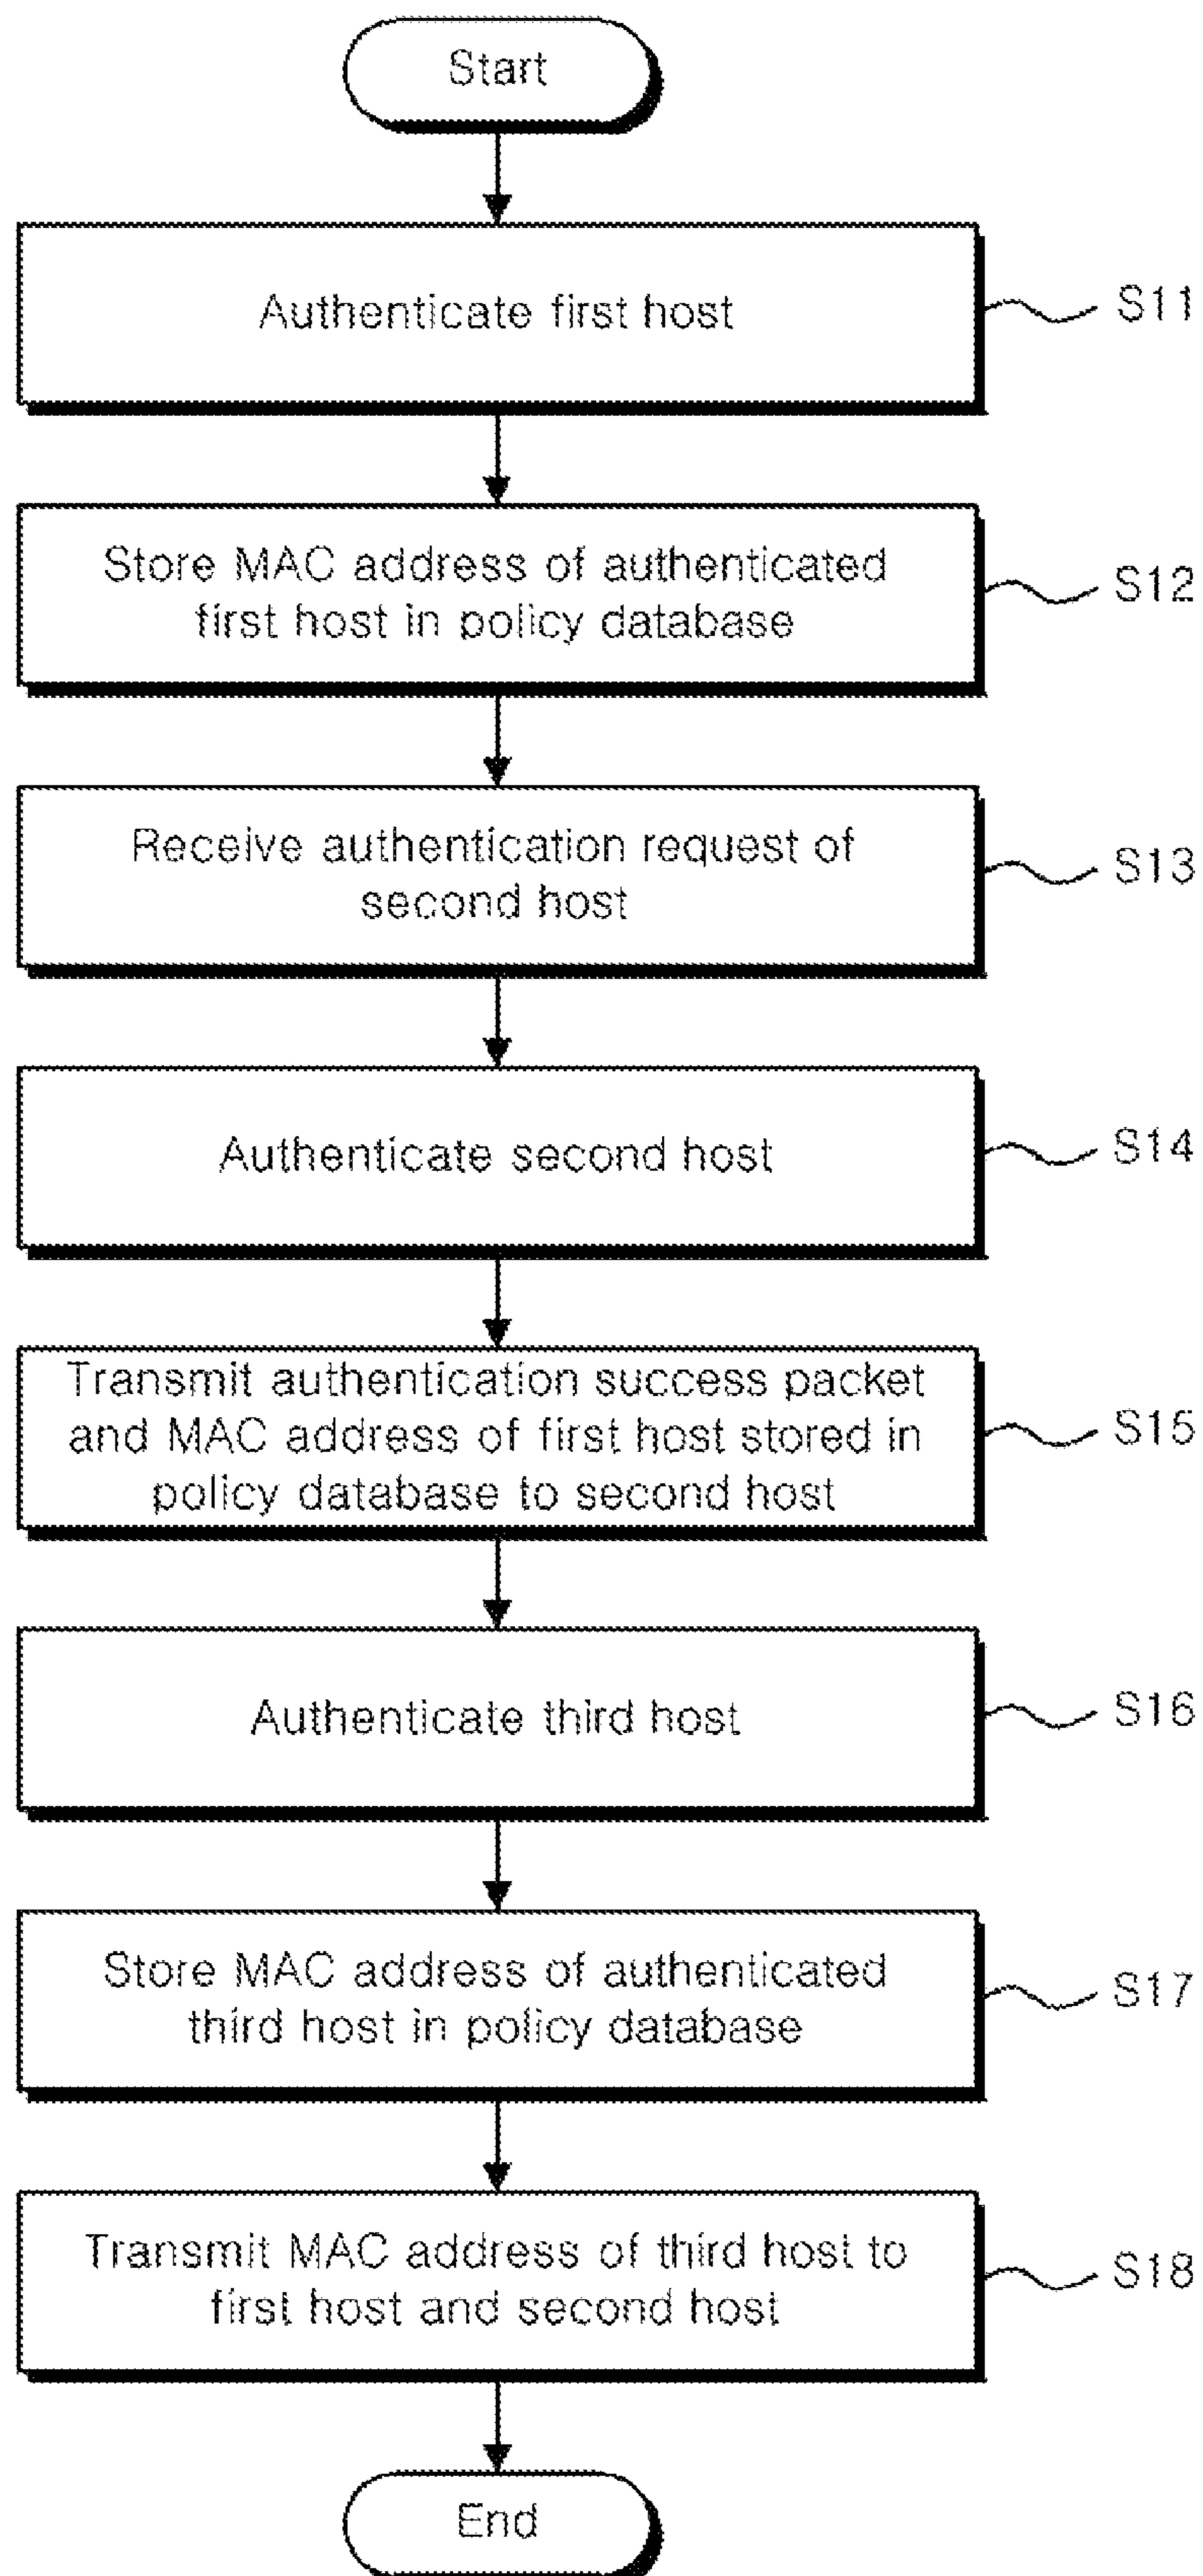 Start
Authenticate first host
S11
Store MAC address of authenticated
first host in policy database
S12
Receive authentication request of
second host
S13
Authenticate second host
S14
Transmit authentication success packet
and MAC address of first host stored in
policy database to second host
S15
Authenticate third host
S16
Store MAC address of authenticated
third host in policy database
S17
Transmit MAC address of third host to
first host and second host
S18
End